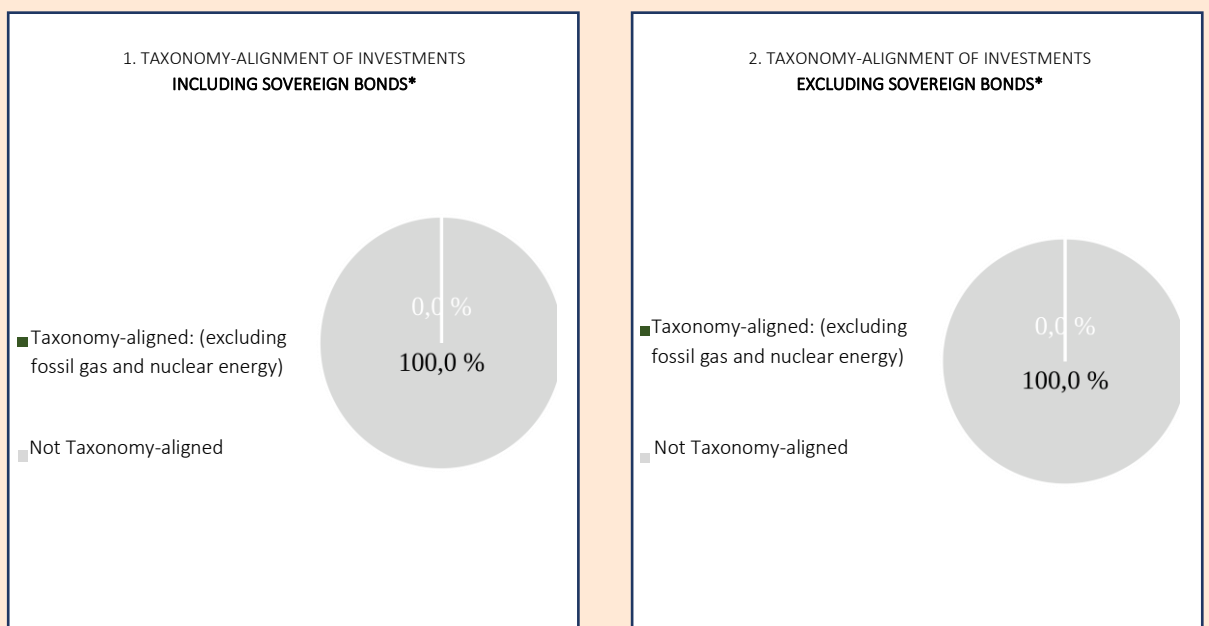 1. TAXONOMY-ALIGNMENT OF INVESTMENTS
INCLUDING SOVEREIGN BONDS*
0,0 %
Taxonomy-aligned: (excluding
fossil gas and nuclear energy)
100,0 %
Not Taxonomy-aligned
2. TAXONOMY-ALIGNMENT OF INVESTMENTS
EXCLUDING SOVEREIGN BONDS*
0,0 %
Taxonomy-aligned: (excluding
fossil gas and nuclear energy)
100,0 %
Not Taxonomy-aligned